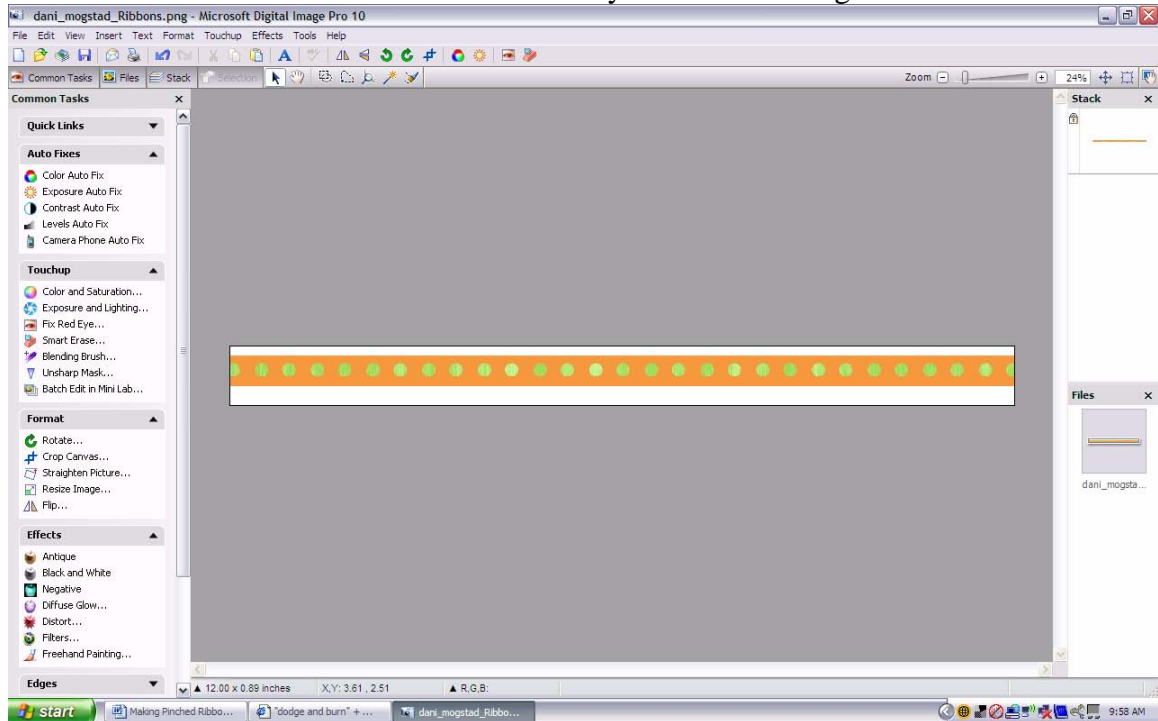 dani_mogstad_Ribbons.png - Microsoft Digital Image Pro 10
File Edit View Insert Text Format Touchup Effects Tools Help
Common Tasks Files Stack Selection Zoom 24%
Common Tasks
Quick Links
Auto Fixes
Color Auto Fix
Exposure Auto Fix
Contrast Auto Fix
Levels Auto Fix
Camera Phone Auto Fix
Touchup
Color and Saturation...
Exposure and Lighting...
Fix Red Eye...
Smart Erase...
Blending Brush...
Unsharp Mask...
Batch Edit in Mini Lab...
Format
Rotate...
Crop Canvas...
Straighten Picture...
Resize Image...
Flip...
Effects
Antique
Black and White
Negative
Diffuse Glow...
Distort...
Filters...
Freehand Painting...
Edges
Stack
Files
dani_mogsta...
12.00 x 0.89 inches X,Y: 3.61 , 2.51 R,G,B:
start Making Pinched Ribbo... "dodge and burn" + ... dani_mogstad_Ribbo... 9:58 AM